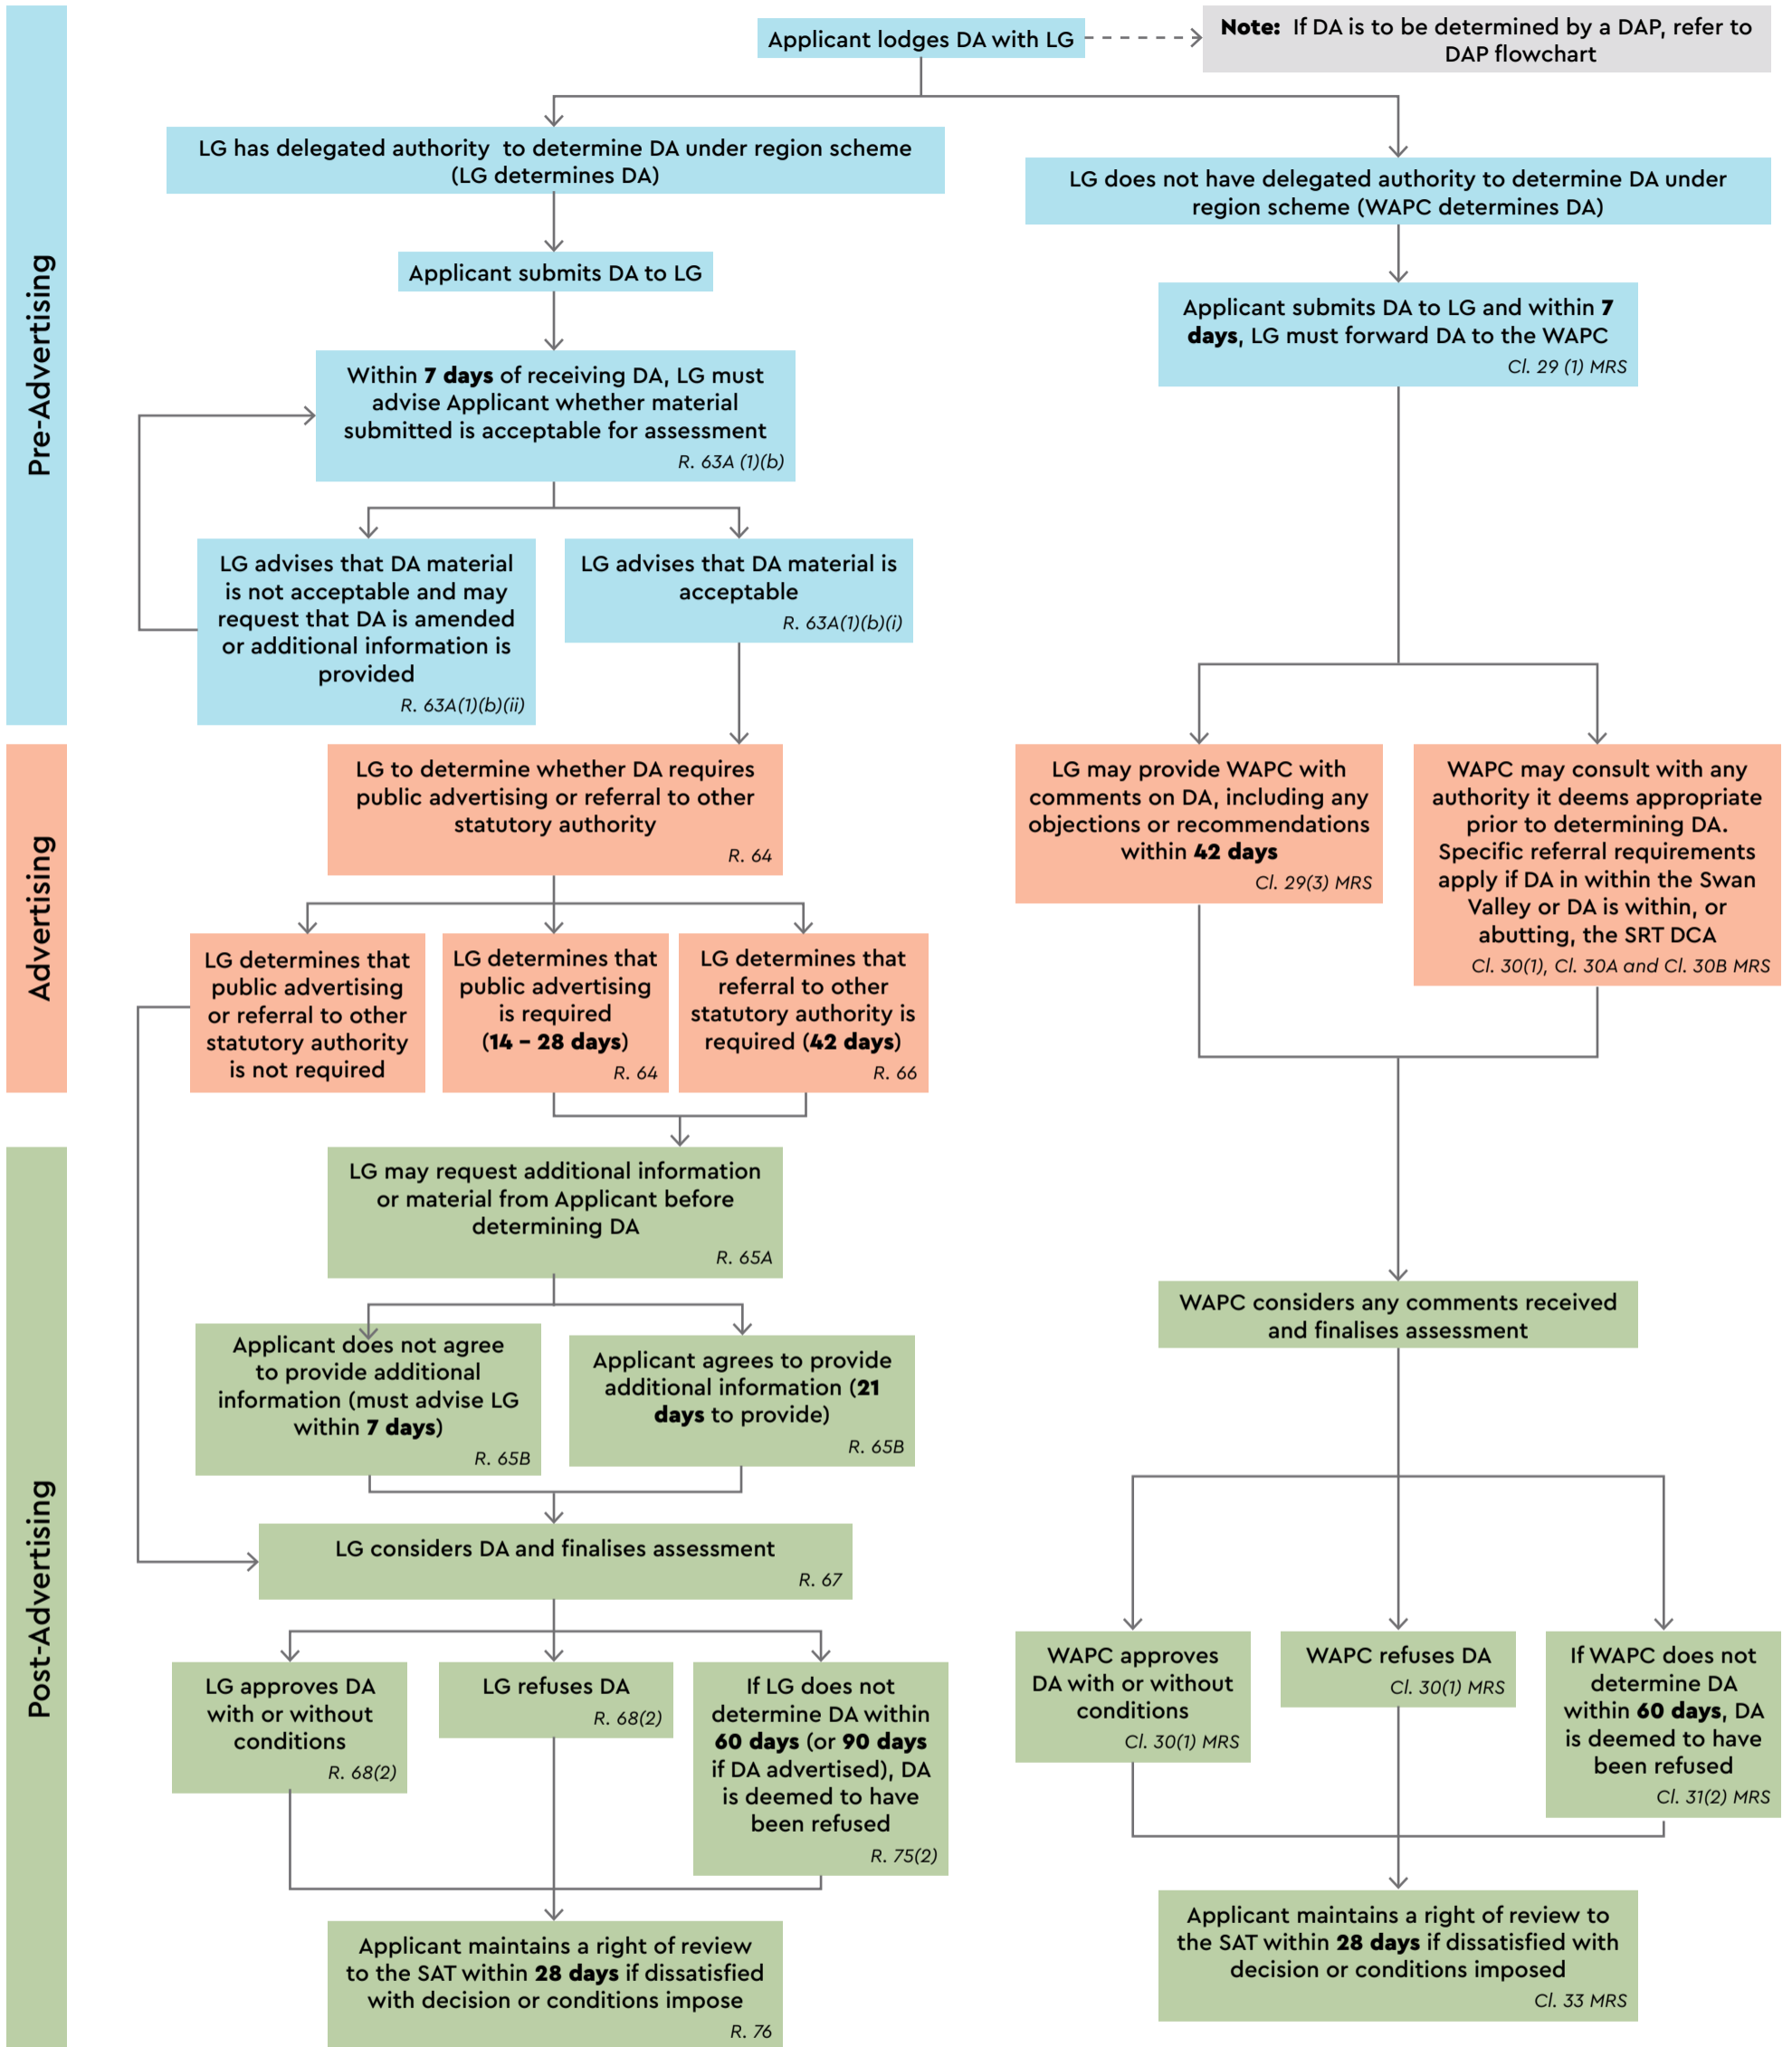 Applicant lodges DA with LG
Note: If DA is to be determined by a DAP, refer to
DAP flowchart
Pre-Advertising
LG has delegated authority to determine DA under region scheme
(LG determines DA)
Applicant submits DA to LG
Within 7 days of receiving DA, LG must
advise Applicant whether material
submitted is acceptable for assessment
R. 63A (1)(b)
LG advises that DA material
is not acceptable and may
request that DA is amended
or additional information is
provided
R. 63A(1)(b)(ii)
LG advises that DA material is
acceptable
R. 63A(1)(b)(i)
LG does not have delegated authority to determine DA under
region scheme (WAPC determines DA)
Applicant submits DA to LG and within 7
days, LG must forward DA to the WAPC
Cl. 29 (1) MRS
Advertising
LG to determine whether DA requires
public advertising or referral to other
statutory authority
R. 64
LG determines that
public advertising
or referral to other
statutory authority
is not required
LG determines that
public advertising
is required
(14 – 28 days)
R. 64
LG determines that
referral to other
statutory authority is
required (42 days)
R. 66
LG may provide WAPC with
comments on DA, including any
objections or recommendations
within 42 days
Cl. 29(3) MRS
WAPC may consult with any
authority it deems appropriate
prior to determining DA.
Specific referral requirements
apply if DA in within the Swan
Valley or DA is within, or
abutting, the SRT DCA
Cl. 30(1), Cl. 30A and Cl. 30B MRS
Post-Advertising
LG may request additional information
or material from Applicant before
determining DA
R. 65A
Applicant does not agree
to provide additional
information (must advise LG
within 7 days)
R. 65B
Applicant agrees to provide
additional information (21
days to provide)
R. 65B
LG considers DA and finalises assessment
R. 67
LG approves DA
with or without
conditions
R. 68(2)
LG refuses DA
R. 68(2)
If LG does not
determine DA within
60 days (or 90 days
if DA advertised), DA
is deemed to have
been refused
R. 75(2)
Applicant maintains a right of review
to the SAT within 28 days if dissatisfied
with decision or conditions impose
R. 76
WAPC considers any comments received
and finalises assessment
WAPC approves
DA with or without
conditions
Cl. 30(1) MRS
WAPC refuses DA
Cl. 30(1) MRS
If WAPC does not
determine DA
within 60 days, DA
is deemed to have
been refused
Cl. 31(2) MRS
Applicant maintains a right of review to
the SAT within 28 days if dissatisfied with
decision or conditions imposed
Cl. 33 MRS